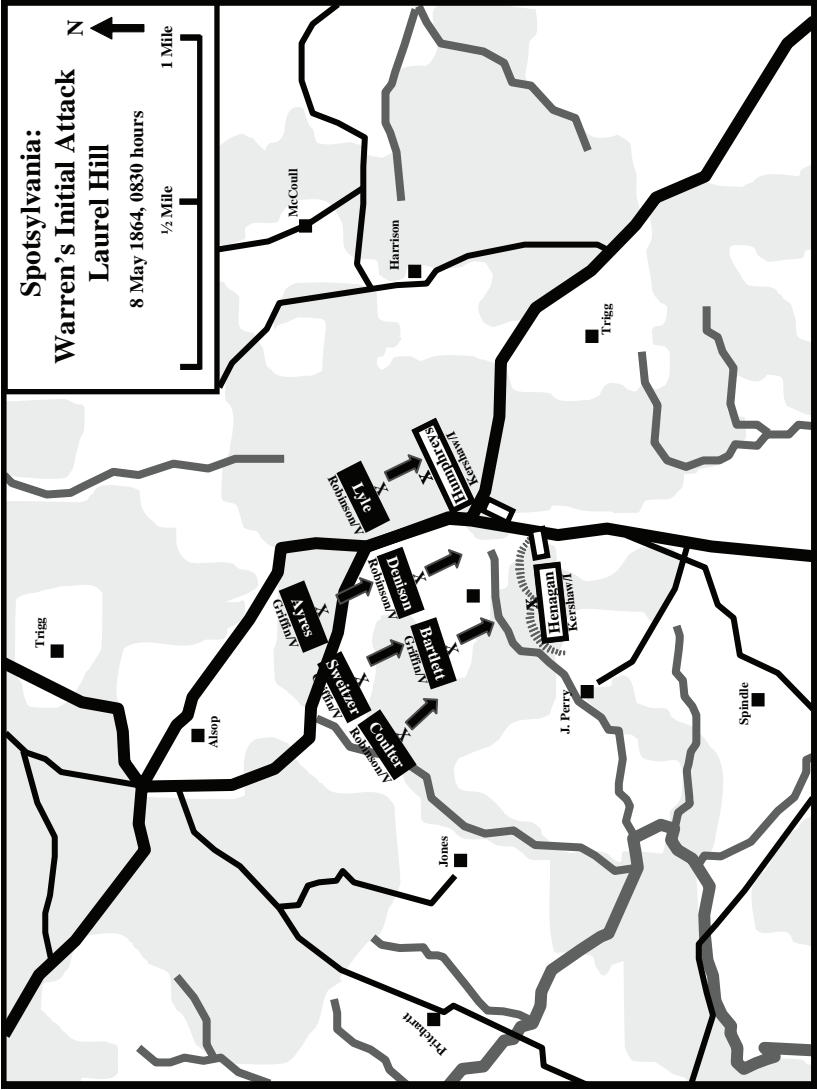 Spotsylvania:
Warren's Initial Attack
Laurel Hill
8 May 1864, 0830 hours
½ Mile
1 Mile
N
McCoull
Harrison
Trigg
Humphreys
Kershaw/I
X
Lyle
Robinson/V
X
Trigg
Ayres
Griffin/V
X
Denison
Robinson/V
X
Henagan
Kershaw/I
X
Sweitzer
Griffin/V
X
Bartlett
Griffin/V
X
Alsop
Coulter
Robinson/V
X
J. Perry
Spindle
Jones
Pritchartt